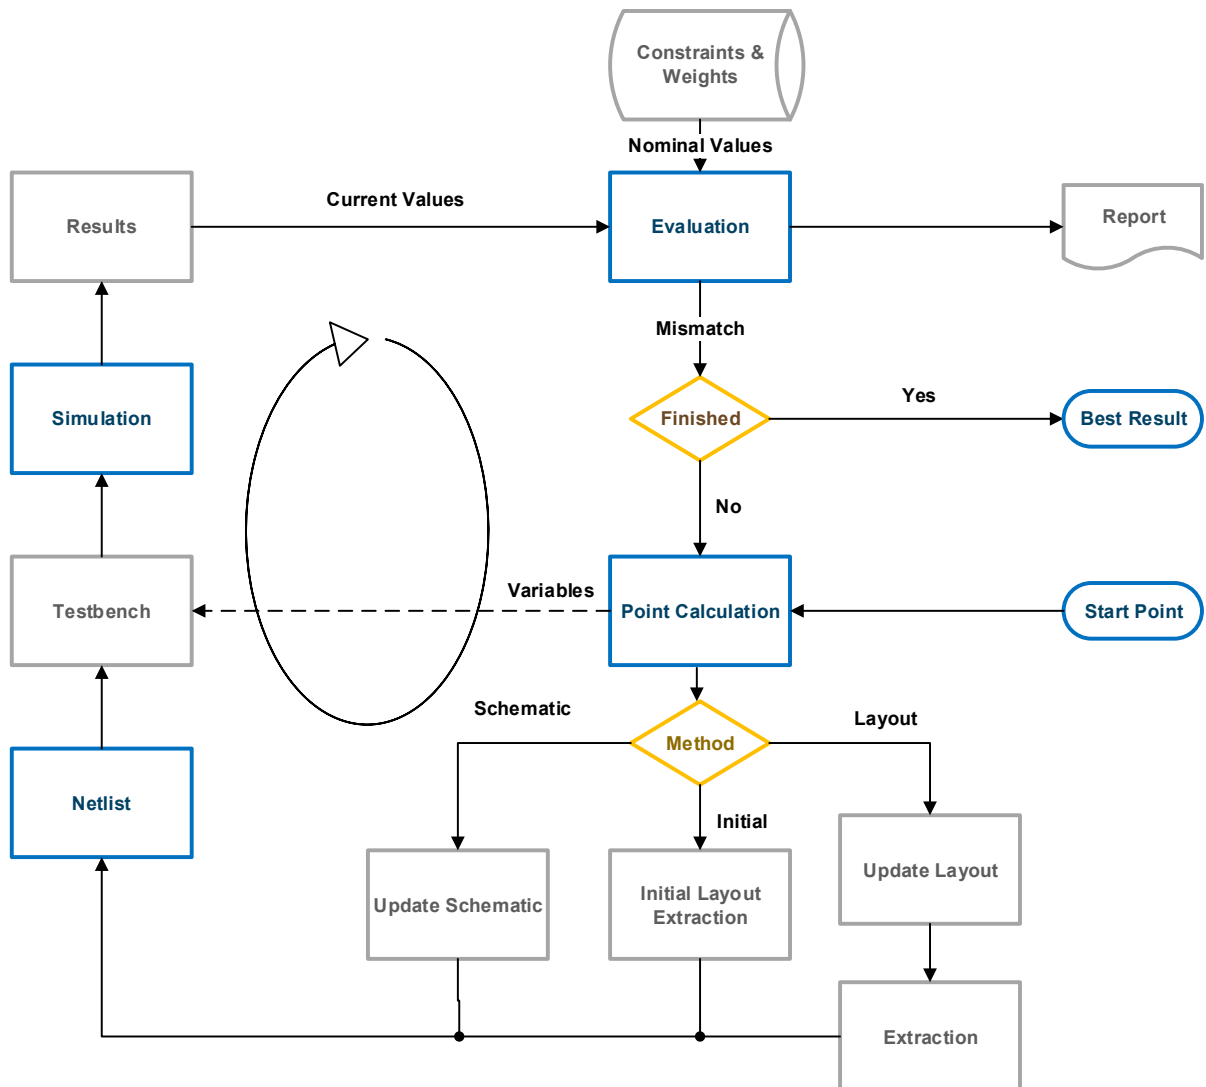 Constraints &
Weights
Nominal Values
Results
Current Values
Evaluation
Report
Mismatch
Simulation
Finished
Yes
Best Result
No
Testbench
Variables
Point Calculation
Start Point
Schematic
Layout
Method
Netlist
Initial
Update Schematic
Initial Layout
Extraction
Update Layout
Extraction